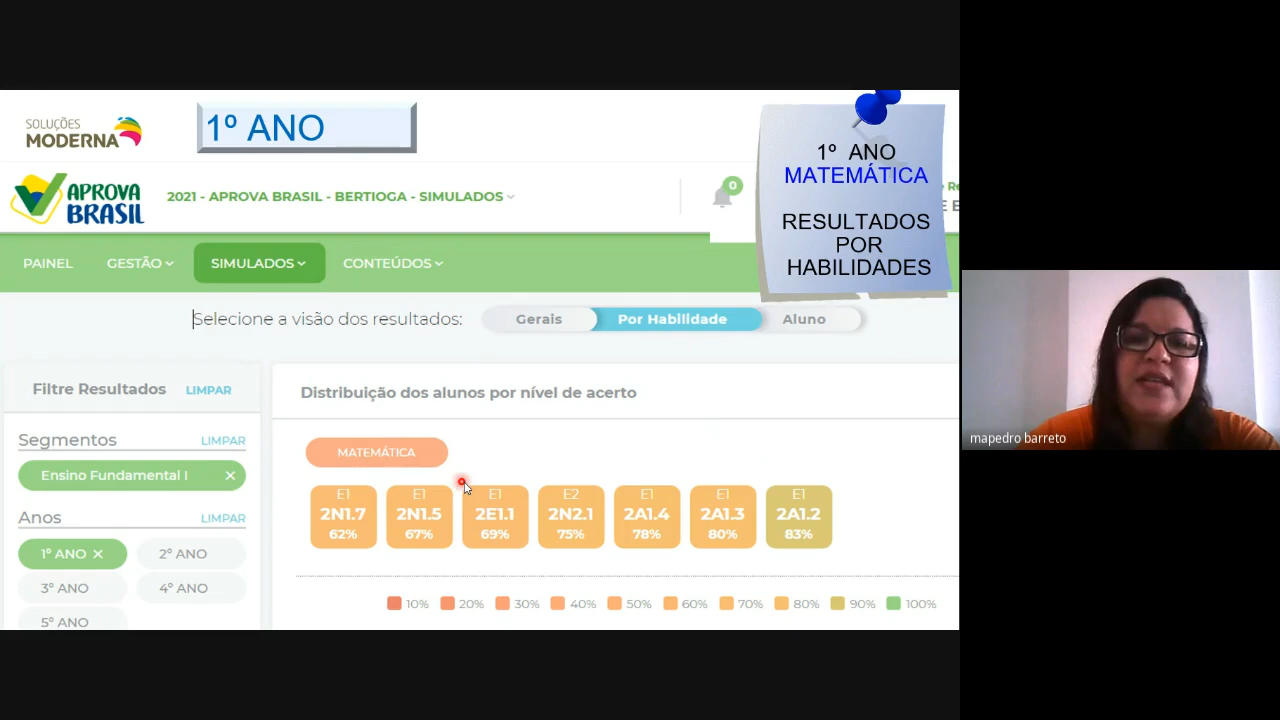 SOLUÇÕES
MODERNA
1º ANO
1º ANO
MATEMÁTICA
RESULTADOS
POR
HABILIDADES
APROVA
BRASIL
2021 - APROVA BRASIL - BERTIOGA - SIMULADOS
0
PAINEL GESTÃO SIMULADOS CONTEÚDOS
Selecione a visão dos resultados: Gerais Por Habilidade Aluno
Filtre Resultados LIMPAR
Segmentos LIMPAR
Ensino Fundamental I ×
Anos LIMPAR
1º ANO × 2º ANO
3º ANO 4º ANO
5º ANO
Distribuição dos alunos por nível de acerto
MATEMÁTICA
E1 E1 E1 E2 E1 E1 E1
2N1.7 2N1.5 2E1.1 2N2.1 2A1.4 2A1.3 2A1.2
62% 67% 69% 75% 78% 80% 83%
10% 20% 30% 40% 50% 60% 70% 80% 90% 100%
mapedro barreto